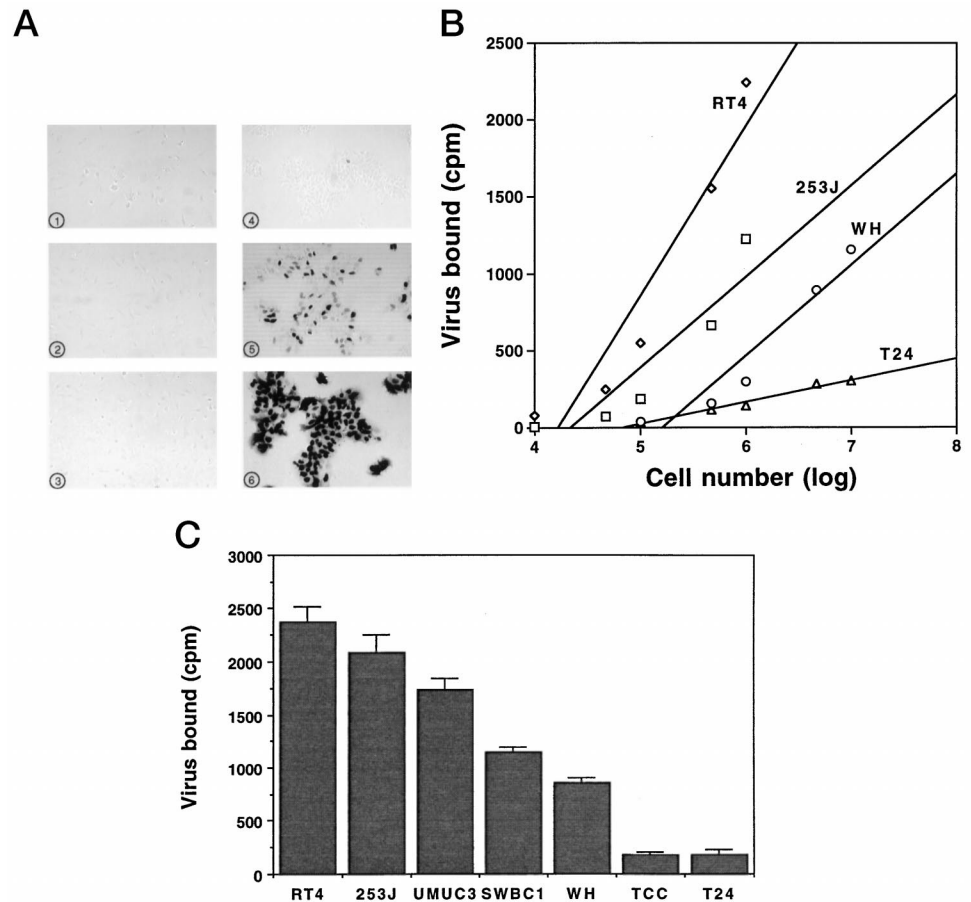 A
1
4
2
5
3
6
B
Virus bound (cpm)
2500
2000
1500
1000
500
0
RT4
253J
WH
T24
4 5 6 7 8
Cell number (log)
C
Virus bound (cpm)
3000
2500
2000
1500
1000
500
0
RT4 253J UMUC3 SWBC1 WH TCC T24